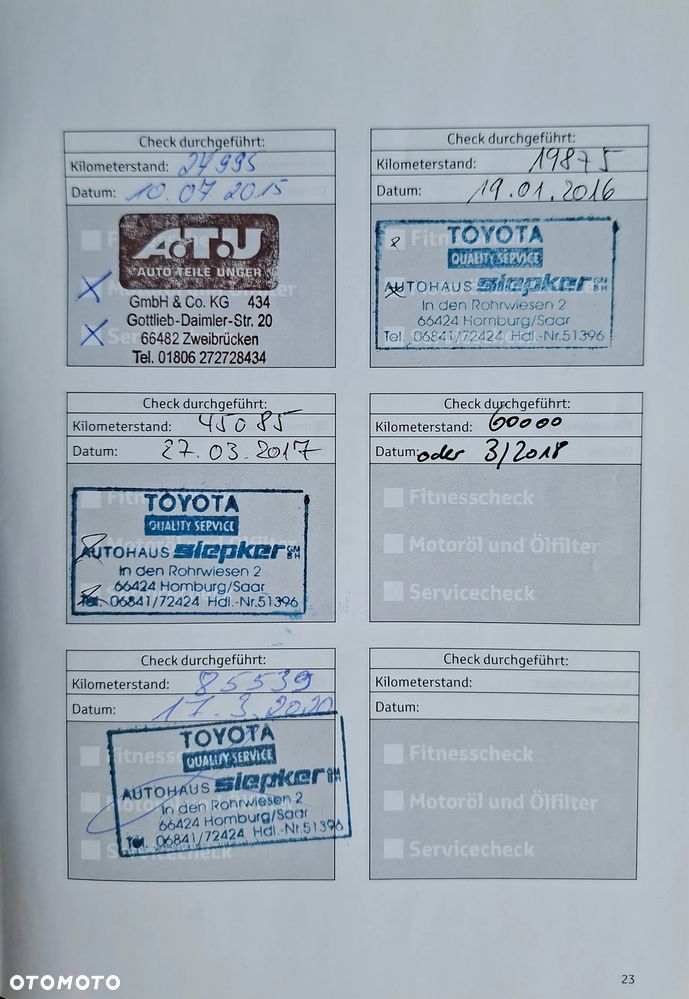 Check durchgeführt:
Kilometerstand: 27995
Datum: 10.07 2015
A.T.U
AUTO TEILE UNGER
GmbH & Co. KG 434
Gottlieb-Daimler-Str. 20
66482 Zweibrücken
Tel. 01806 272728434
Check durchgeführt:
Kilometerstand: 19875
Datum: 19.01.2016
TOYOTA
QUALITY SERVICE
AUTOHAUS siepker GMBH
In den Rohrwiesen 2
66424 Homburg/Saar
Tel. 06841/72424 Hdl.-Nr.51396
Check durchgeführt:
Kilometerstand: 45085
Datum: 27.03.2017
TOYOTA
QUALITY SERVICE
AUTOHAUS siepker GMBH
In den Rohrwiesen 2
66424 Homburg/Saar
Tel. 06841/72424 Hdl.-Nr.51396
Check durchgeführt:
Kilometerstand: 60000
Datum: oder 3/2018
Fitnesscheck
Motoröl und Ölfilter
Servicecheck
Check durchgeführt:
Kilometerstand: 85539
Datum: 17.3.2020
TOYOTA
QUALITY SERVICE
AUTOHAUS siepker GMBH
In den Rohrwiesen 2
66424 Homburg/Saar
Tel. 06841/72424 Hdl.-Nr.51396
Check durchgeführt:
Kilometerstand:
Datum:
Fitnesscheck
Motoröl und Ölfilter
Servicecheck
23
OTOMOTO